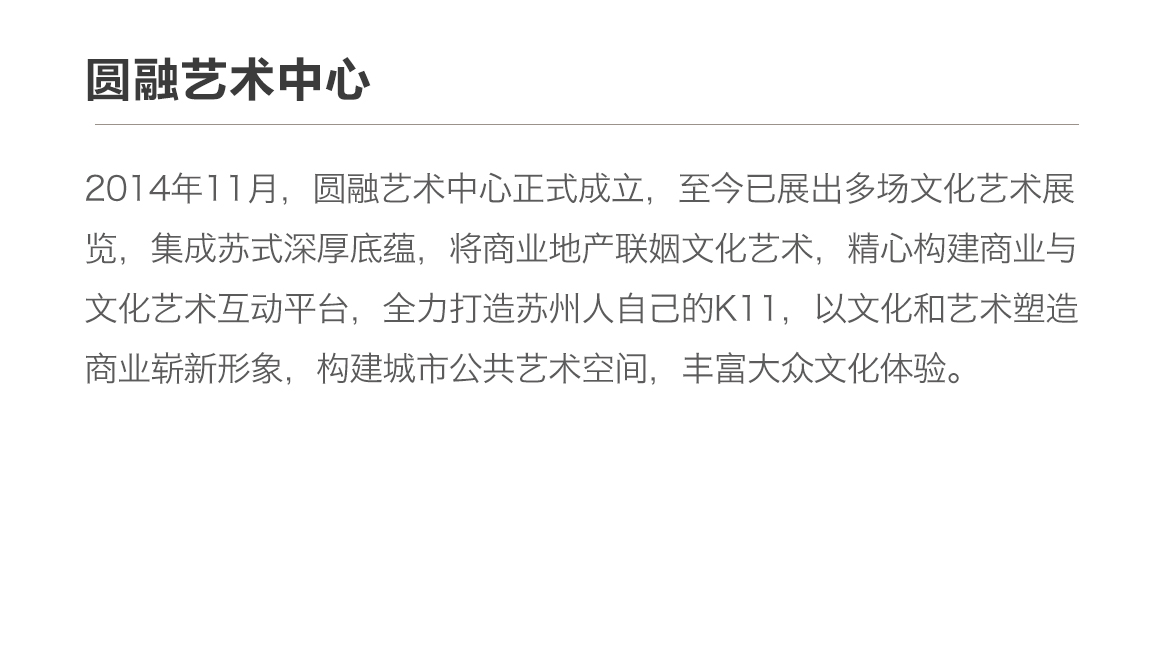 圆融艺术中心
2014年11月，圆融艺术中心正式成立，至今已展出多场文化艺术展
览，集成苏式深厚底蕴，将商业地产联姻文化艺术，精心构建商业与
文化艺术互动平台，全力打造苏州人自己的K11，以文化和艺术塑造
商业崭新形象，构建城市公共艺术空间，丰富大众文化体验。